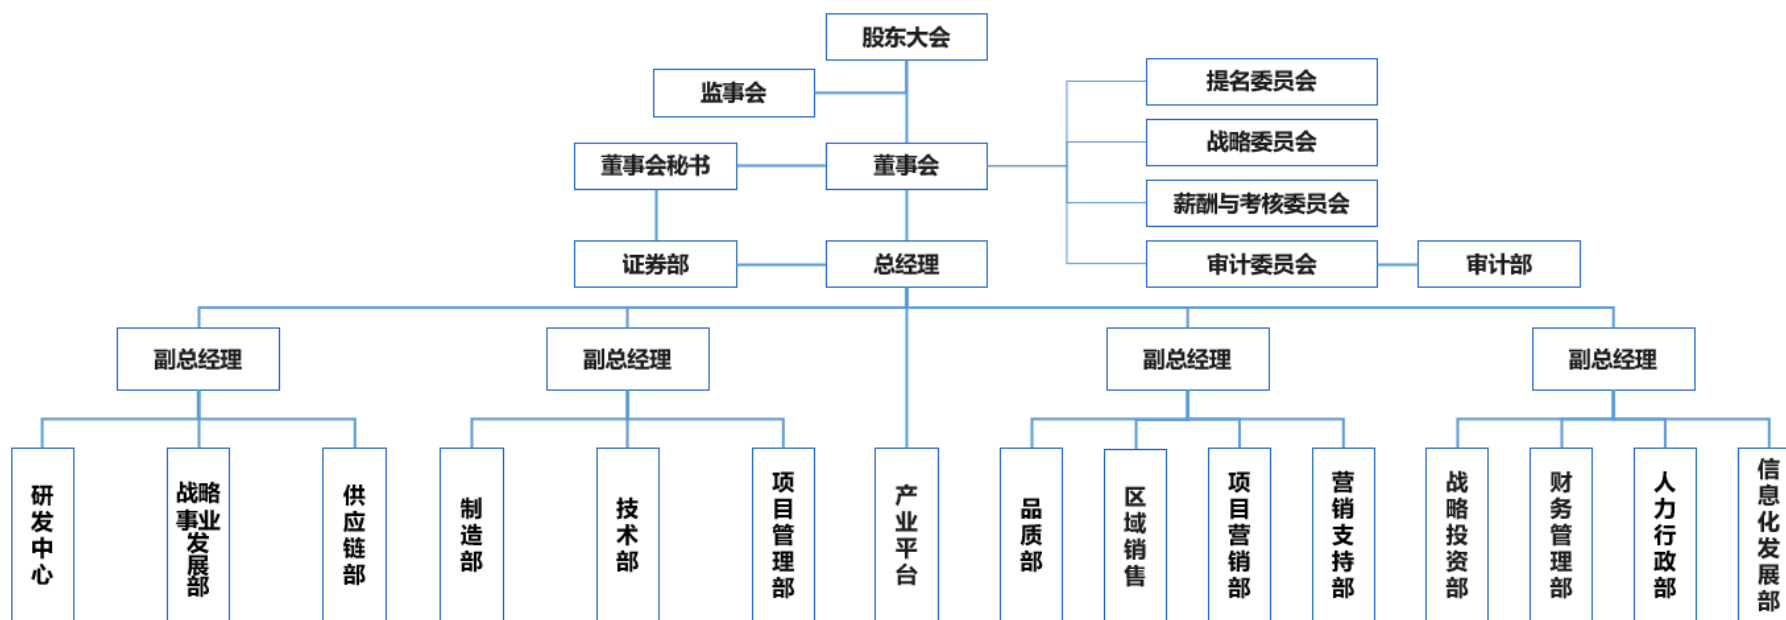 股东大会
监事会
提名委员会
战略委员会
董事会秘书
董事会
薪酬与考核委员会
证券部
总经理
审计委员会
审计部
副总经理
副总经理
副总经理
副总经理
研发中心
战略事业发展部
供应链部
制造部
技术部
项目管理部
产业平台
品质部
区域销售
项目营销部
营销支持部
战略投资部
财务管理部
人力行政部
信息化发展部